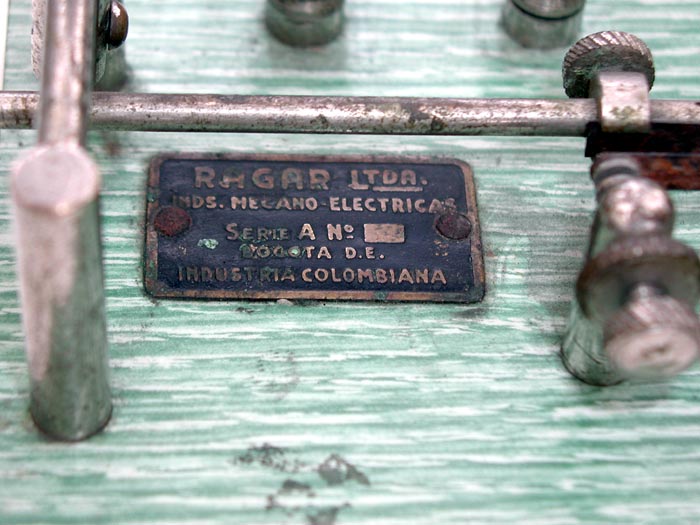 RAGAR LTDA.
INDS. MECANO-ELECTRICAS
SERIE A Nº
BOGOTA D.E.
INDUSTRIA COLOMBIANA